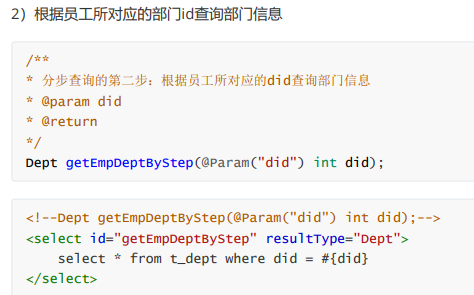 2）根据员工所对应的部门id查询部门信息
/**
* 分步查询的第二步：根据员工所对应的did查询部门信息
* @param did
* @return
*/
Dept getEmpDeptByStep(@Param("did") int did);
<!--Dept getEmpDeptByStep(@Param("did") int did);-->
<select id="getEmpDeptByStep" resultType="Dept">
    select * from t_dept where did = #{did}
</select>